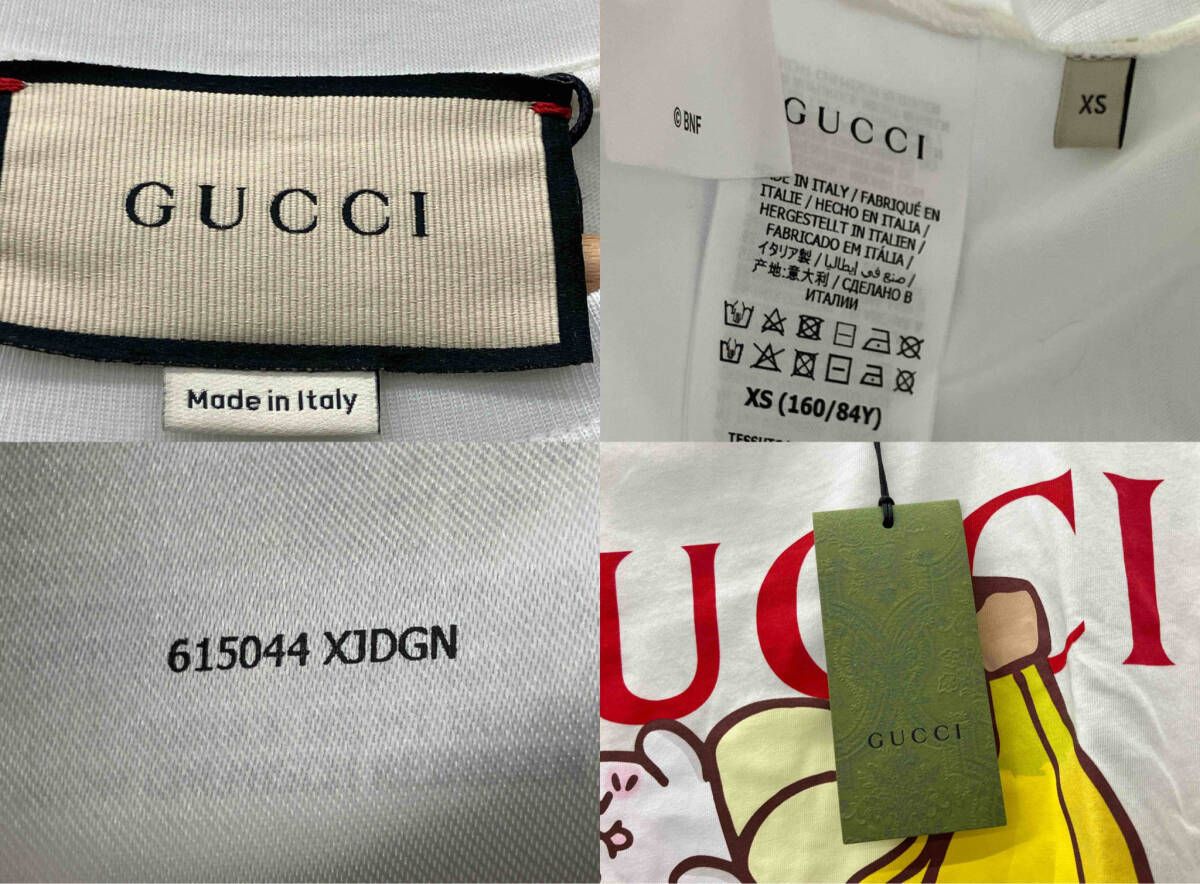 GUCCI
Made in Italy
© BNF
GUCCI
IN ITALY / FABRIQUÉ EN
ITALIE / HECHO EN ITALIA /
HERGESTELLT IN ITALIEN /
FABRICADO EM ITÁLIA /
イタリア製 / صنع في إيطاليا /
产地:意大利 / СДЕЛАНО В
ИТАЛИИ
XS (160/84Y)
XS
615044 XJDGN
UCCI
GUCCI